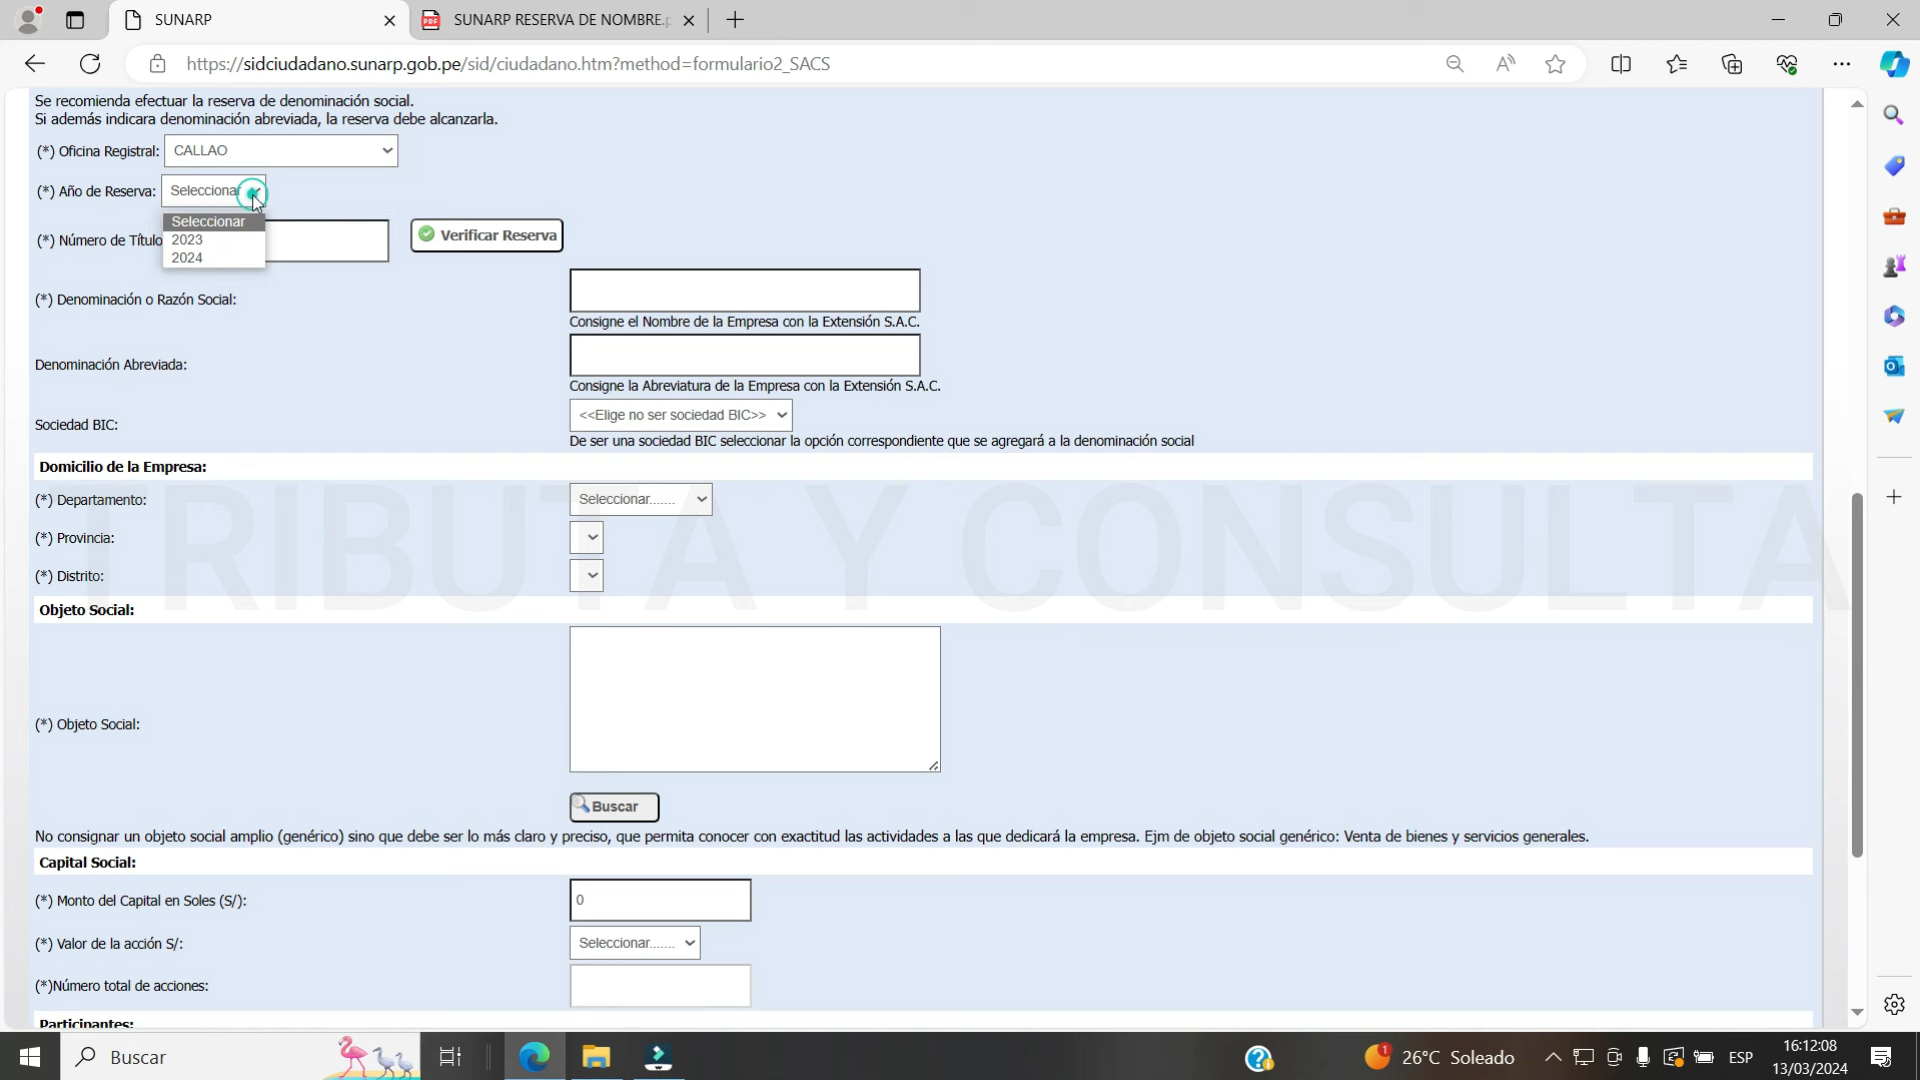 SUNARP
SUNARP RESERVA DE NOMBRE.p
https://sidciudadano.sunarp.gob.pe/sid/ciudadano.htm?method=formulario2_SACS
Se recomienda efectuar la reserva de denominación social.
Si además indicara denominación abreviada, la reserva debe alcanzarla.
(*) Oficina Registral: CALLAO
(*) Año de Reserva: Seleccionar
Seleccionar
2023
2024
(*) Número de Título
Verificar Reserva
(*) Denominación o Razón Social:
Consigne el Nombre de la Empresa con la Extensión S.A.C.
Denominación Abreviada:
Consigne la Abreviatura de la Empresa con la Extensión S.A.C.
Sociedad BIC: <<Elige no ser sociedad BIC>>
De ser una sociedad BIC seleccionar la opción correspondiente que se agregará a la denominación social
Domicilio de la Empresa:
(*) Departamento: Seleccionar.......
(*) Provincia:
(*) Distrito:
TRIBUTA Y CONSULTA
Objeto Social:
(*) Objeto Social:
Buscar
No consignar un objeto social amplio (genérico) sino que debe ser lo más claro y preciso, que permita conocer con exactitud las actividades a las que dedicará la empresa. Ejm de objeto social genérico: Venta de bienes y servicios generales.
Capital Social:
(*) Monto del Capital en Soles (S/): 0
(*) Valor de la acción S/: Seleccionar.......
(*)Número total de acciones:
Participantes:
Buscar
1
26°C Soleado
ESP
16:12:08
13/03/2024